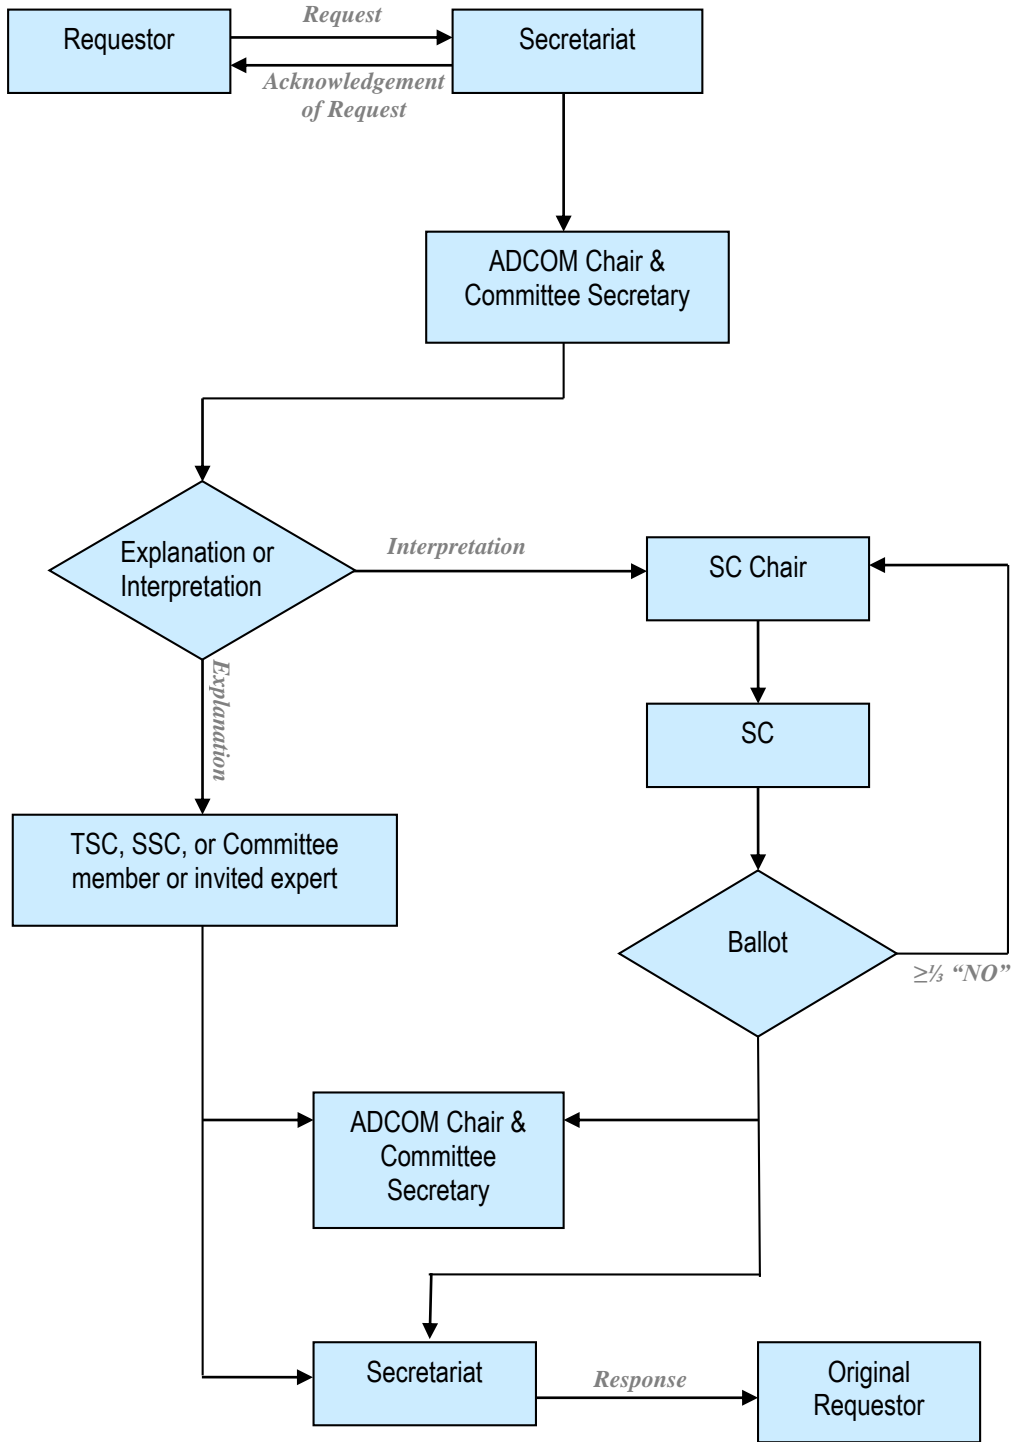 Request
Requestor
Secretariat
Acknowledgement
of Request
ADCOM Chair &
Committee Secretary
Explanation or
Interpretation
Interpretation
SC Chair
Explanation
SC
TSC, SSC, or Committee
member or invited expert
Ballot
≥⅓ “NO”
ADCOM Chair &
Committee
Secretary
Secretariat
Response
Original
Requestor